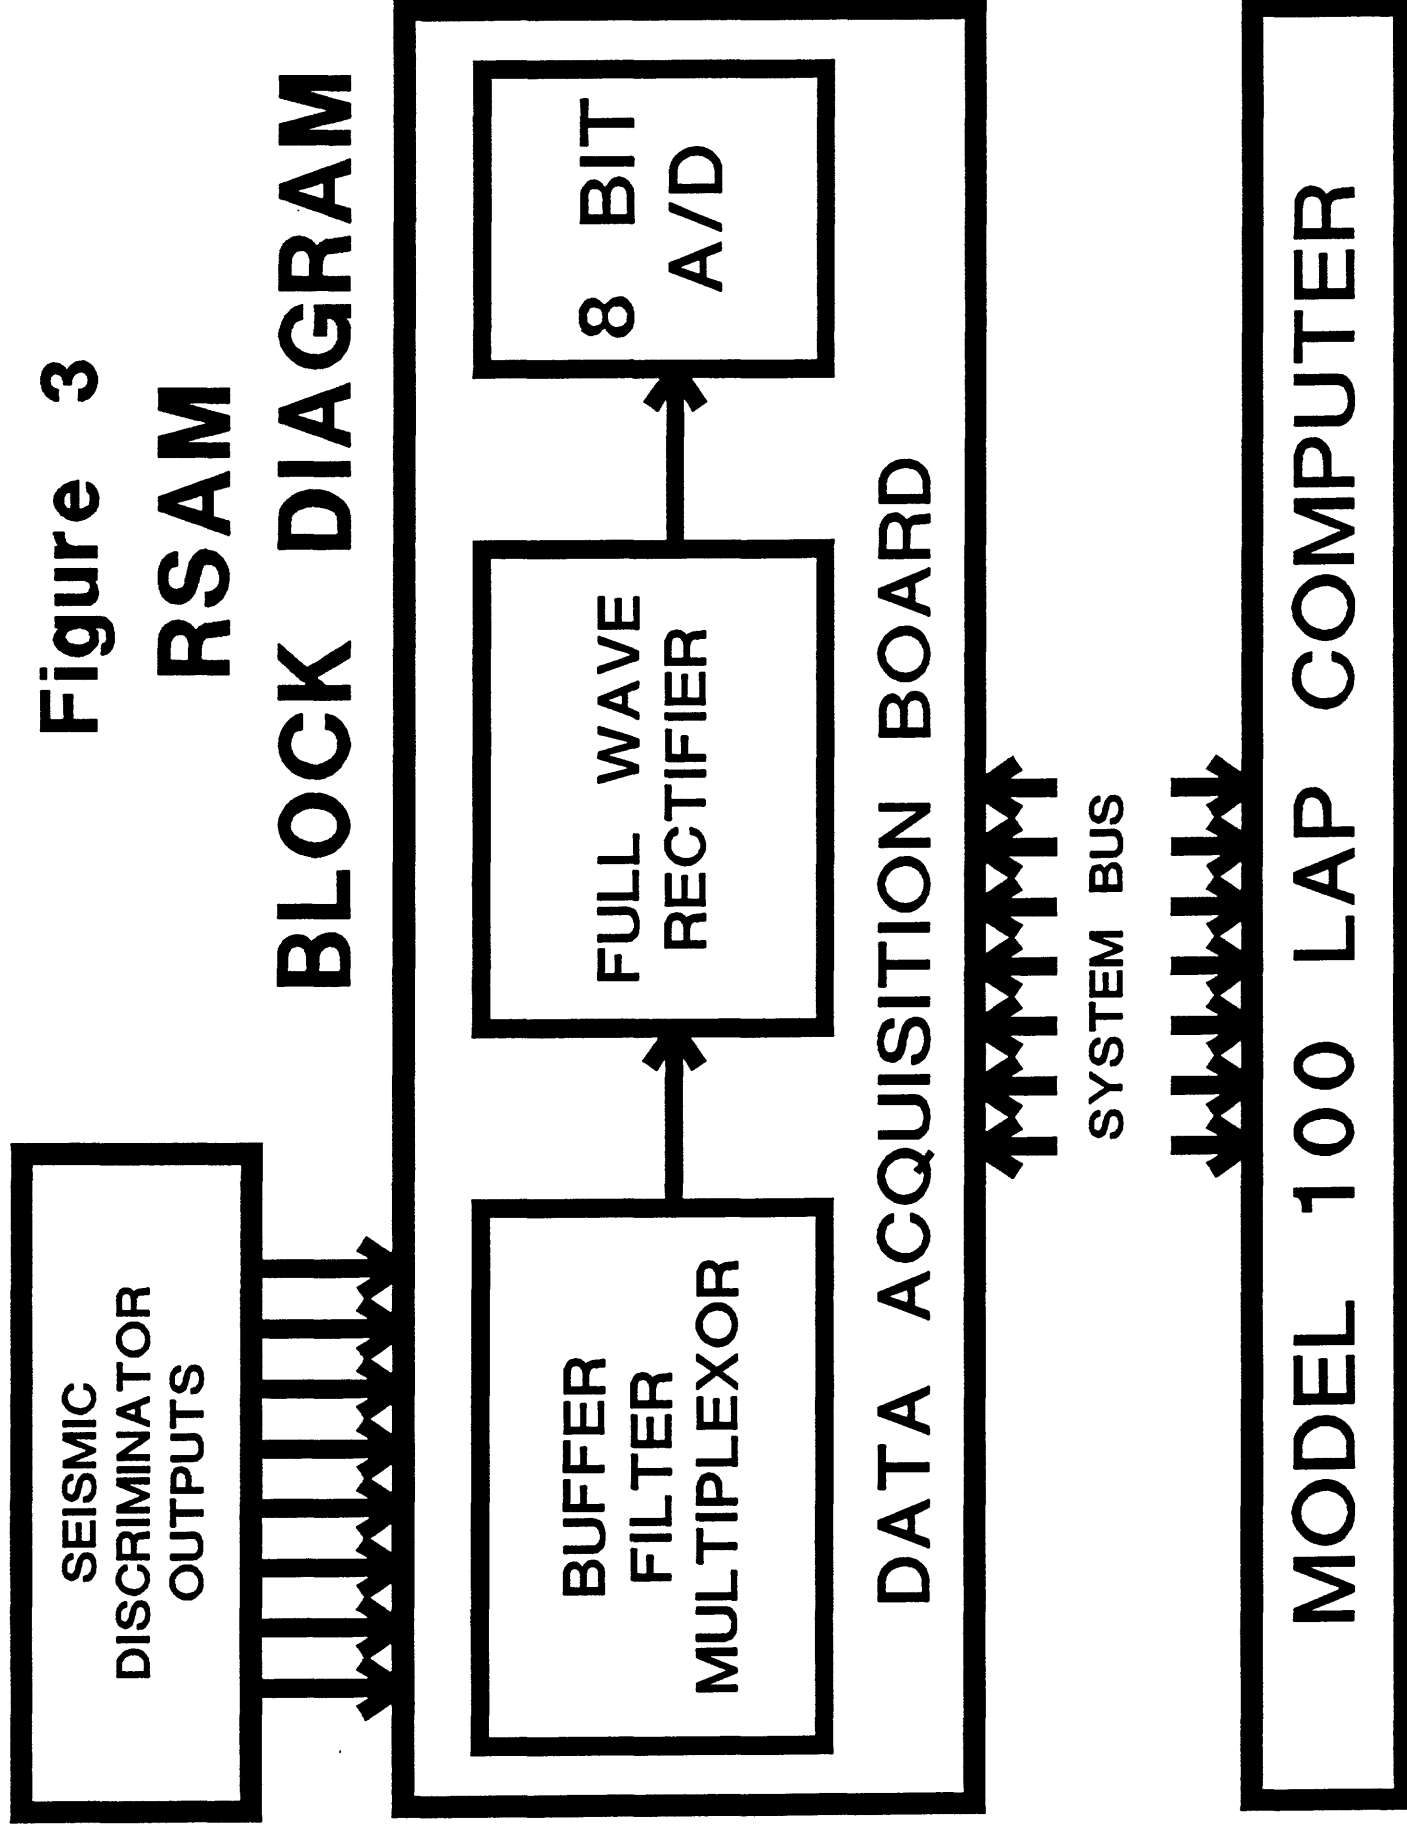 Figure 3
RSAM
BLOCK DIAGRAM
SEISMIC
DISCRIMINATOR
OUTPUTS
BUFFER
FILTER
MULTIPLEXOR
FULL WAVE
RECTIFIER
8 BIT
A/D
DATA ACQUISITION BOARD
SYSTEM BUS
MODEL 100 LAP COMPUTER